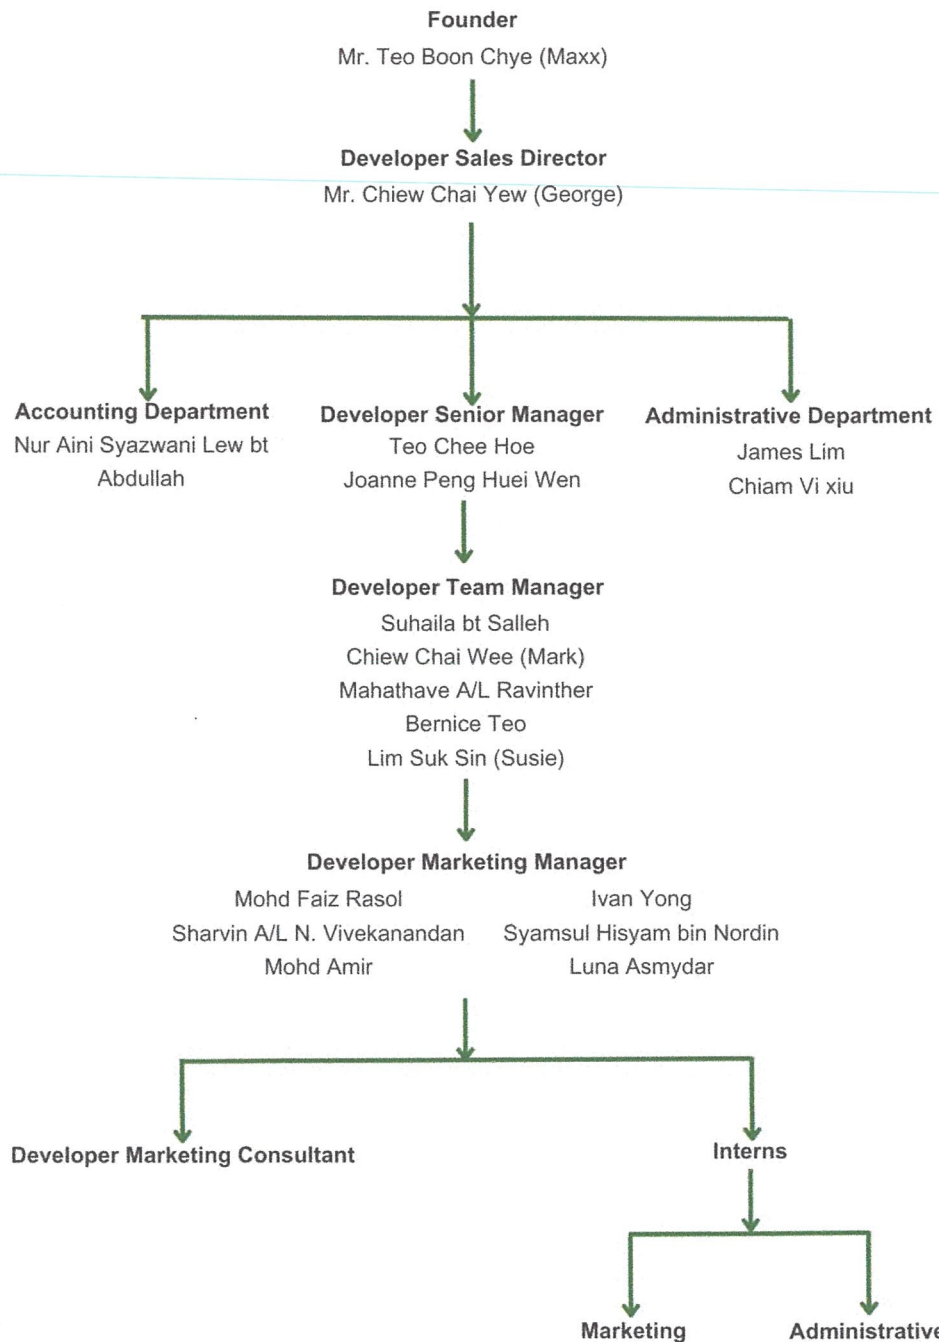 Founder
Mr. Teo Boon Chye (Maxx)
Developer Sales Director
Mr. Chiew Chai Yew (George)
Accounting Department
Nur Aini Syazwani Lew bt
Abdullah
Developer Senior Manager
Teo Chee Hoe
Joanne Peng Huei Wen
Administrative Department
James Lim
Chiam Vi xiu
Developer Team Manager
Suhaila bt Salleh
Chiew Chai Wee (Mark)
Mahathave A/L Ravinther
Bernice Teo
Lim Suk Sin (Susie)
Developer Marketing Manager
Mohd Faiz Rasol
Sharvin A/L N. Vivekanandan
Mohd Amir
Ivan Yong
Syamsul Hisyam bin Nordin
Luna Asmydar
Developer Marketing Consultant
Interns
Marketing
Administrative